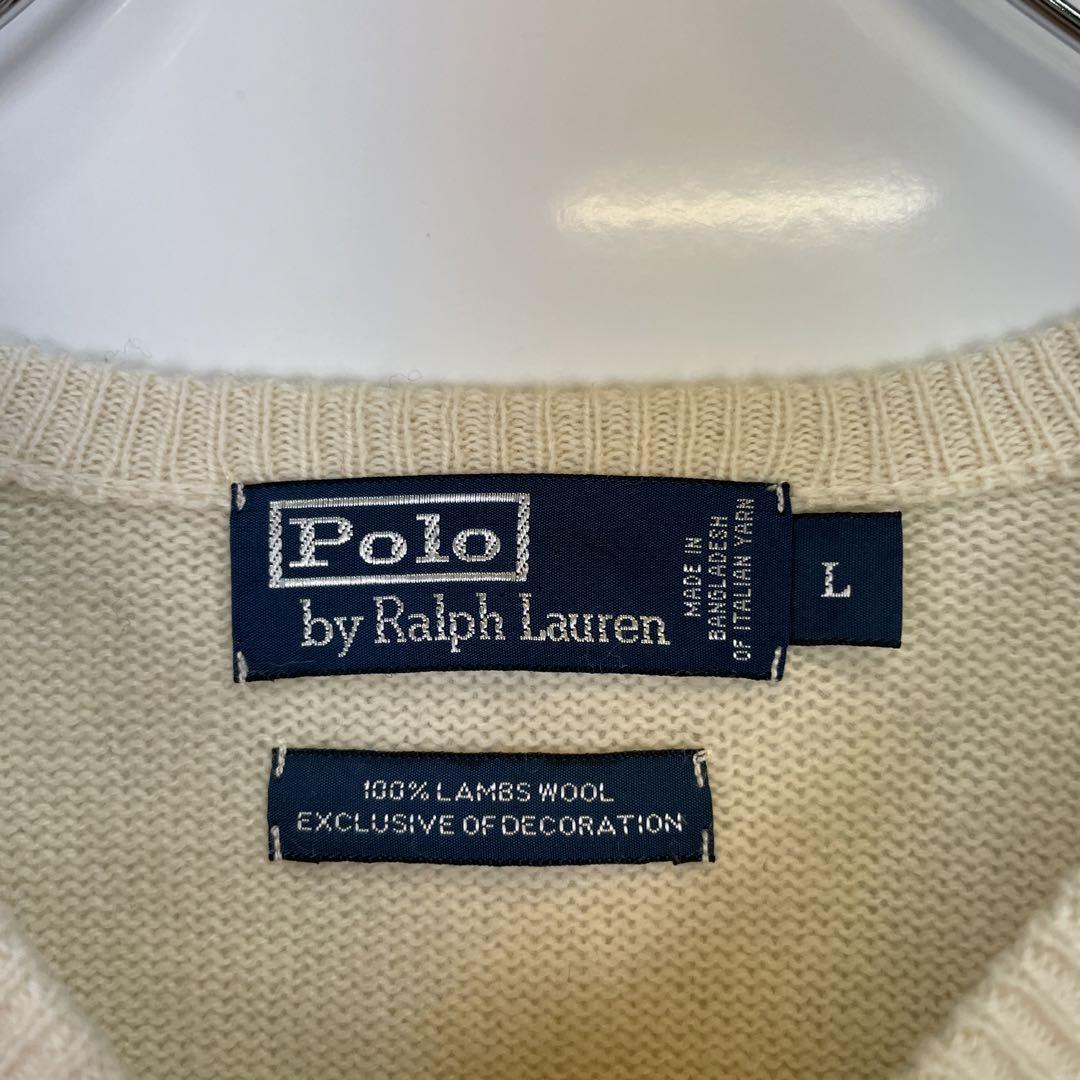 Polo
by Ralph Lauren
MADE IN
BANGLADESH
OF ITALIAN YARN
L
100% LAMBS WOOL
EXCLUSIVE OF DECORATION